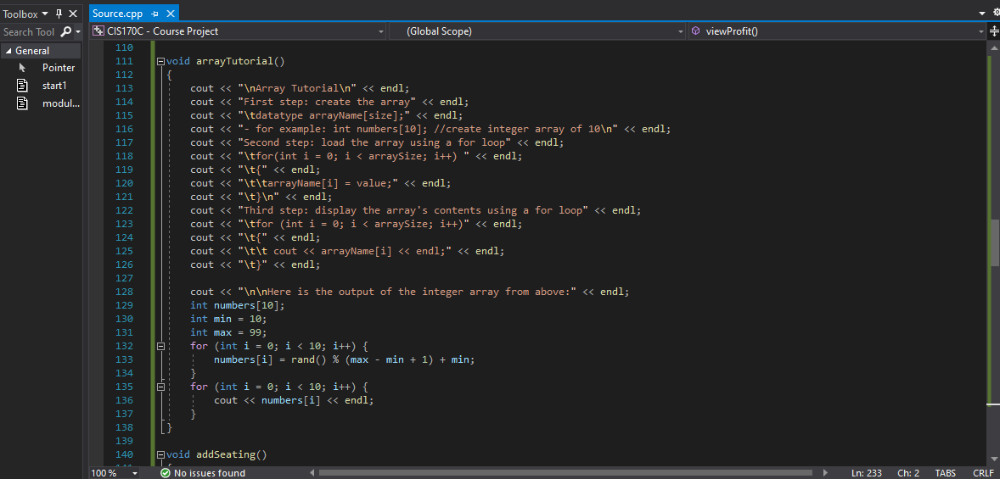 Toolbox
Source.cpp
Search Tool
CIS170C - Course Project
(Global Scope)
viewProfit()
General
Pointer
start1
modul...
110
111 void arrayTutorial()
112 {
113 cout << "\nArray Tutorial\n" << endl;
114 cout << "First step: create the array" << endl;
115 cout << "\tdatatype arrayName[size];" << endl;
116 cout << "- for example: int numbers[10]; //create integer array of 10\n" << endl;
117 cout << "Second step: load the array using a for loop" << endl;
118 cout << "\tfor(int i = 0; i < arraySize; i++) " << endl;
119 cout << "\t{" << endl;
120 cout << "\t\tarrayName[i] = value;" << endl;
121 cout << "\t}\n" << endl;
122 cout << "Third step: display the array's contents using a for loop" << endl;
123 cout << "\tfor (int i = 0; i < arraySize; i++)" << endl;
124 cout << "\t{" << endl;
125 cout << "\t\t cout << arrayName[i] << endl;" << endl;
126 cout << "\t}" << endl;
127
128 cout << "\n\nHere is the output of the integer array from above:" << endl;
129 int numbers[10];
130 int min = 10;
131 int max = 99;
132 for (int i = 0; i < 10; i++) {
133 numbers[i] = rand() % (max - min + 1) + min;
134 }
135 for (int i = 0; i < 10; i++) {
136 cout << numbers[i] << endl;
137 }
138 }
139
140 void addSeating()
100 %
No issues found
Ln: 233
Ch: 2
TABS
CRLF